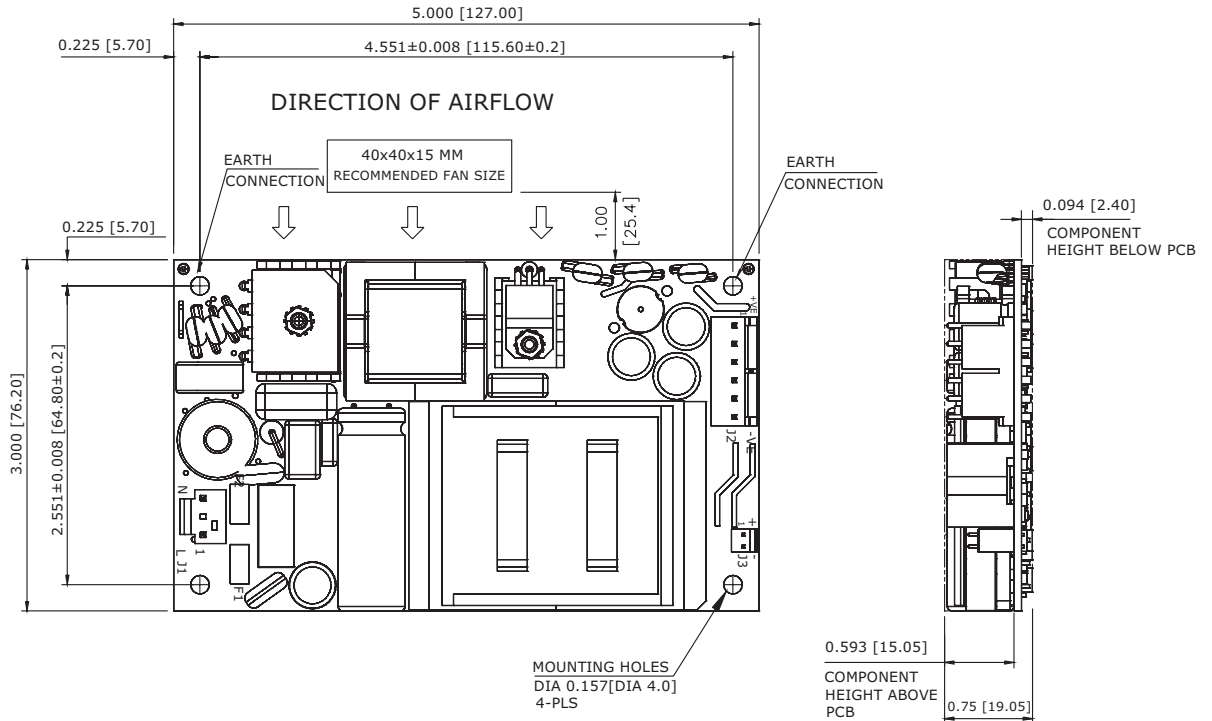 5.000 [127.00]
0.225 [5.70]
4.551±0.008 [115.60±0.2]
DIRECTION OF AIRFLOW
40x40x15 MM
RECOMMENDED FAN SIZE
EARTH
CONNECTION
EARTH
CONNECTION
1.00
[25.4]
0.225 [5.70]
0.094 [2.40]
COMPONENT
HEIGHT BELOW PCB
3.000 [76.20]
2.551±0.008 [64.80±0.2]
+VE
1
J2
-VE
F2
N
1
L
J1
F1
+
1
-
J3
MOUNTING HOLES
DIA 0.157[DIA 4.0]
4-PLS
0.593 [15.05]
COMPONENT
HEIGHT ABOVE
PCB
0.75 [19.05]